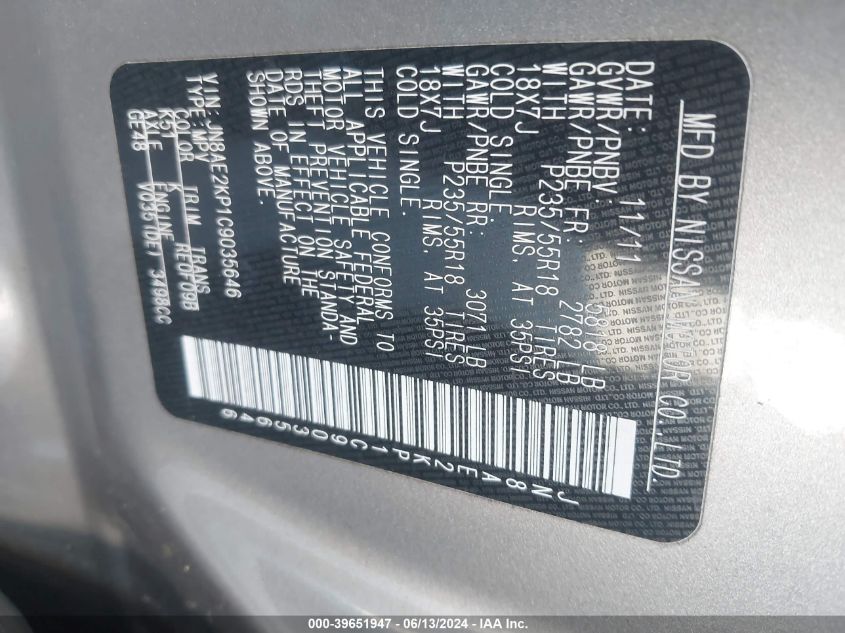 MFD BY NISSAN MOTOR CO., LTD.
DATE: 11/11
GVWR/PNBV: LB
GAWR/PNBE FR: 2782 LB
WITH P235/55R18 TIRES
18X7J RIMS. AT 35PSI
COLD SINGLE.
GAWR/PNBE RR: 3071 LB
WITH P235/55R18 TIRES
18X7J RIMS. AT 35PSI
COLD SINGLE.
THIS VEHICLE CONFORMS TO
ALL APPLICABLE FEDERAL
MOTOR VEHICLE SAFETY AND
THEFT PREVENTION STANDA-
RDS IN EFFECT ON THE
DATE OF MANUFACTURE
SHOWN ABOVE.
VIN: JN8AE2KP1C9035646
TYPE: MPV
COLOR TRIM TRANS
K51 K RE0F09B
AXLE ENGINE
GE48 VQ35(DE) 3498CC
JN8AE2KP1C9035646
000-39651947 - 06/13/2024 - IAA Inc.